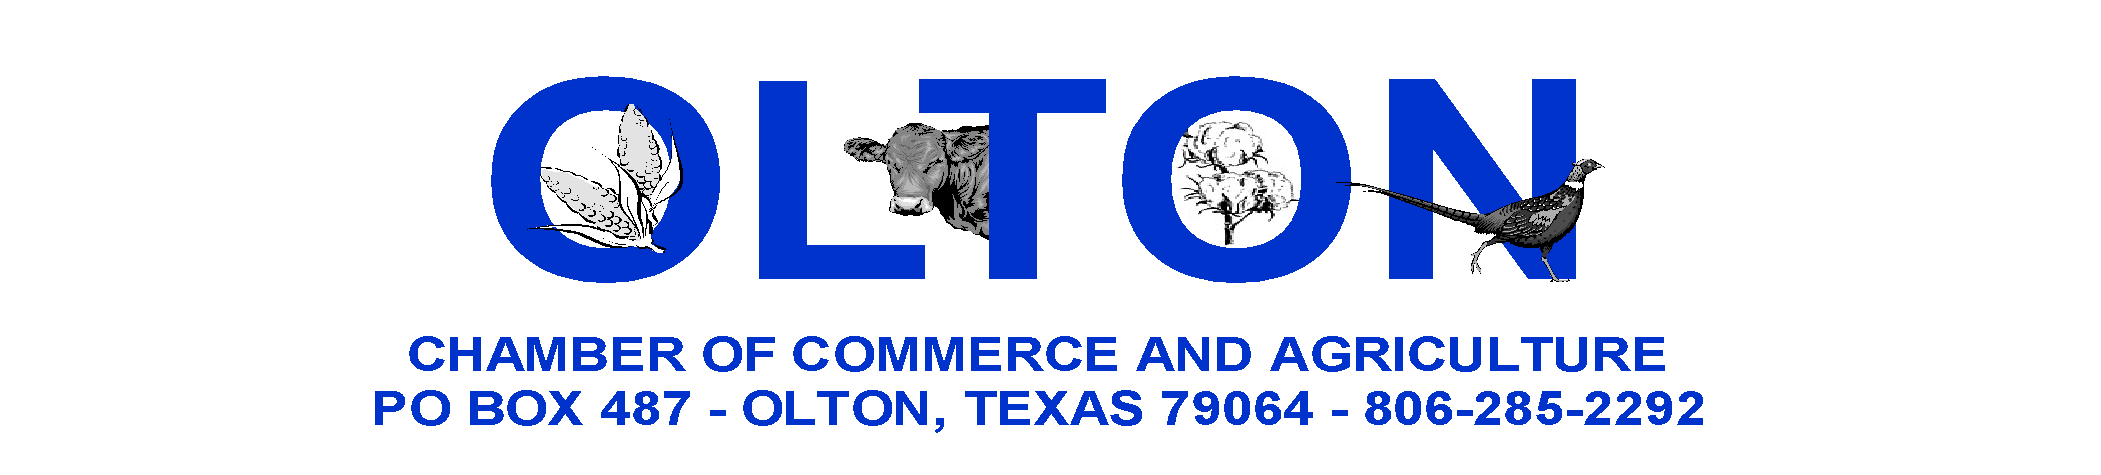 OLTON
CHAMBER OF COMMERCE AND AGRICULTURE
PO BOX 487 - OLTON, TEXAS 79064 - 806-285-2292